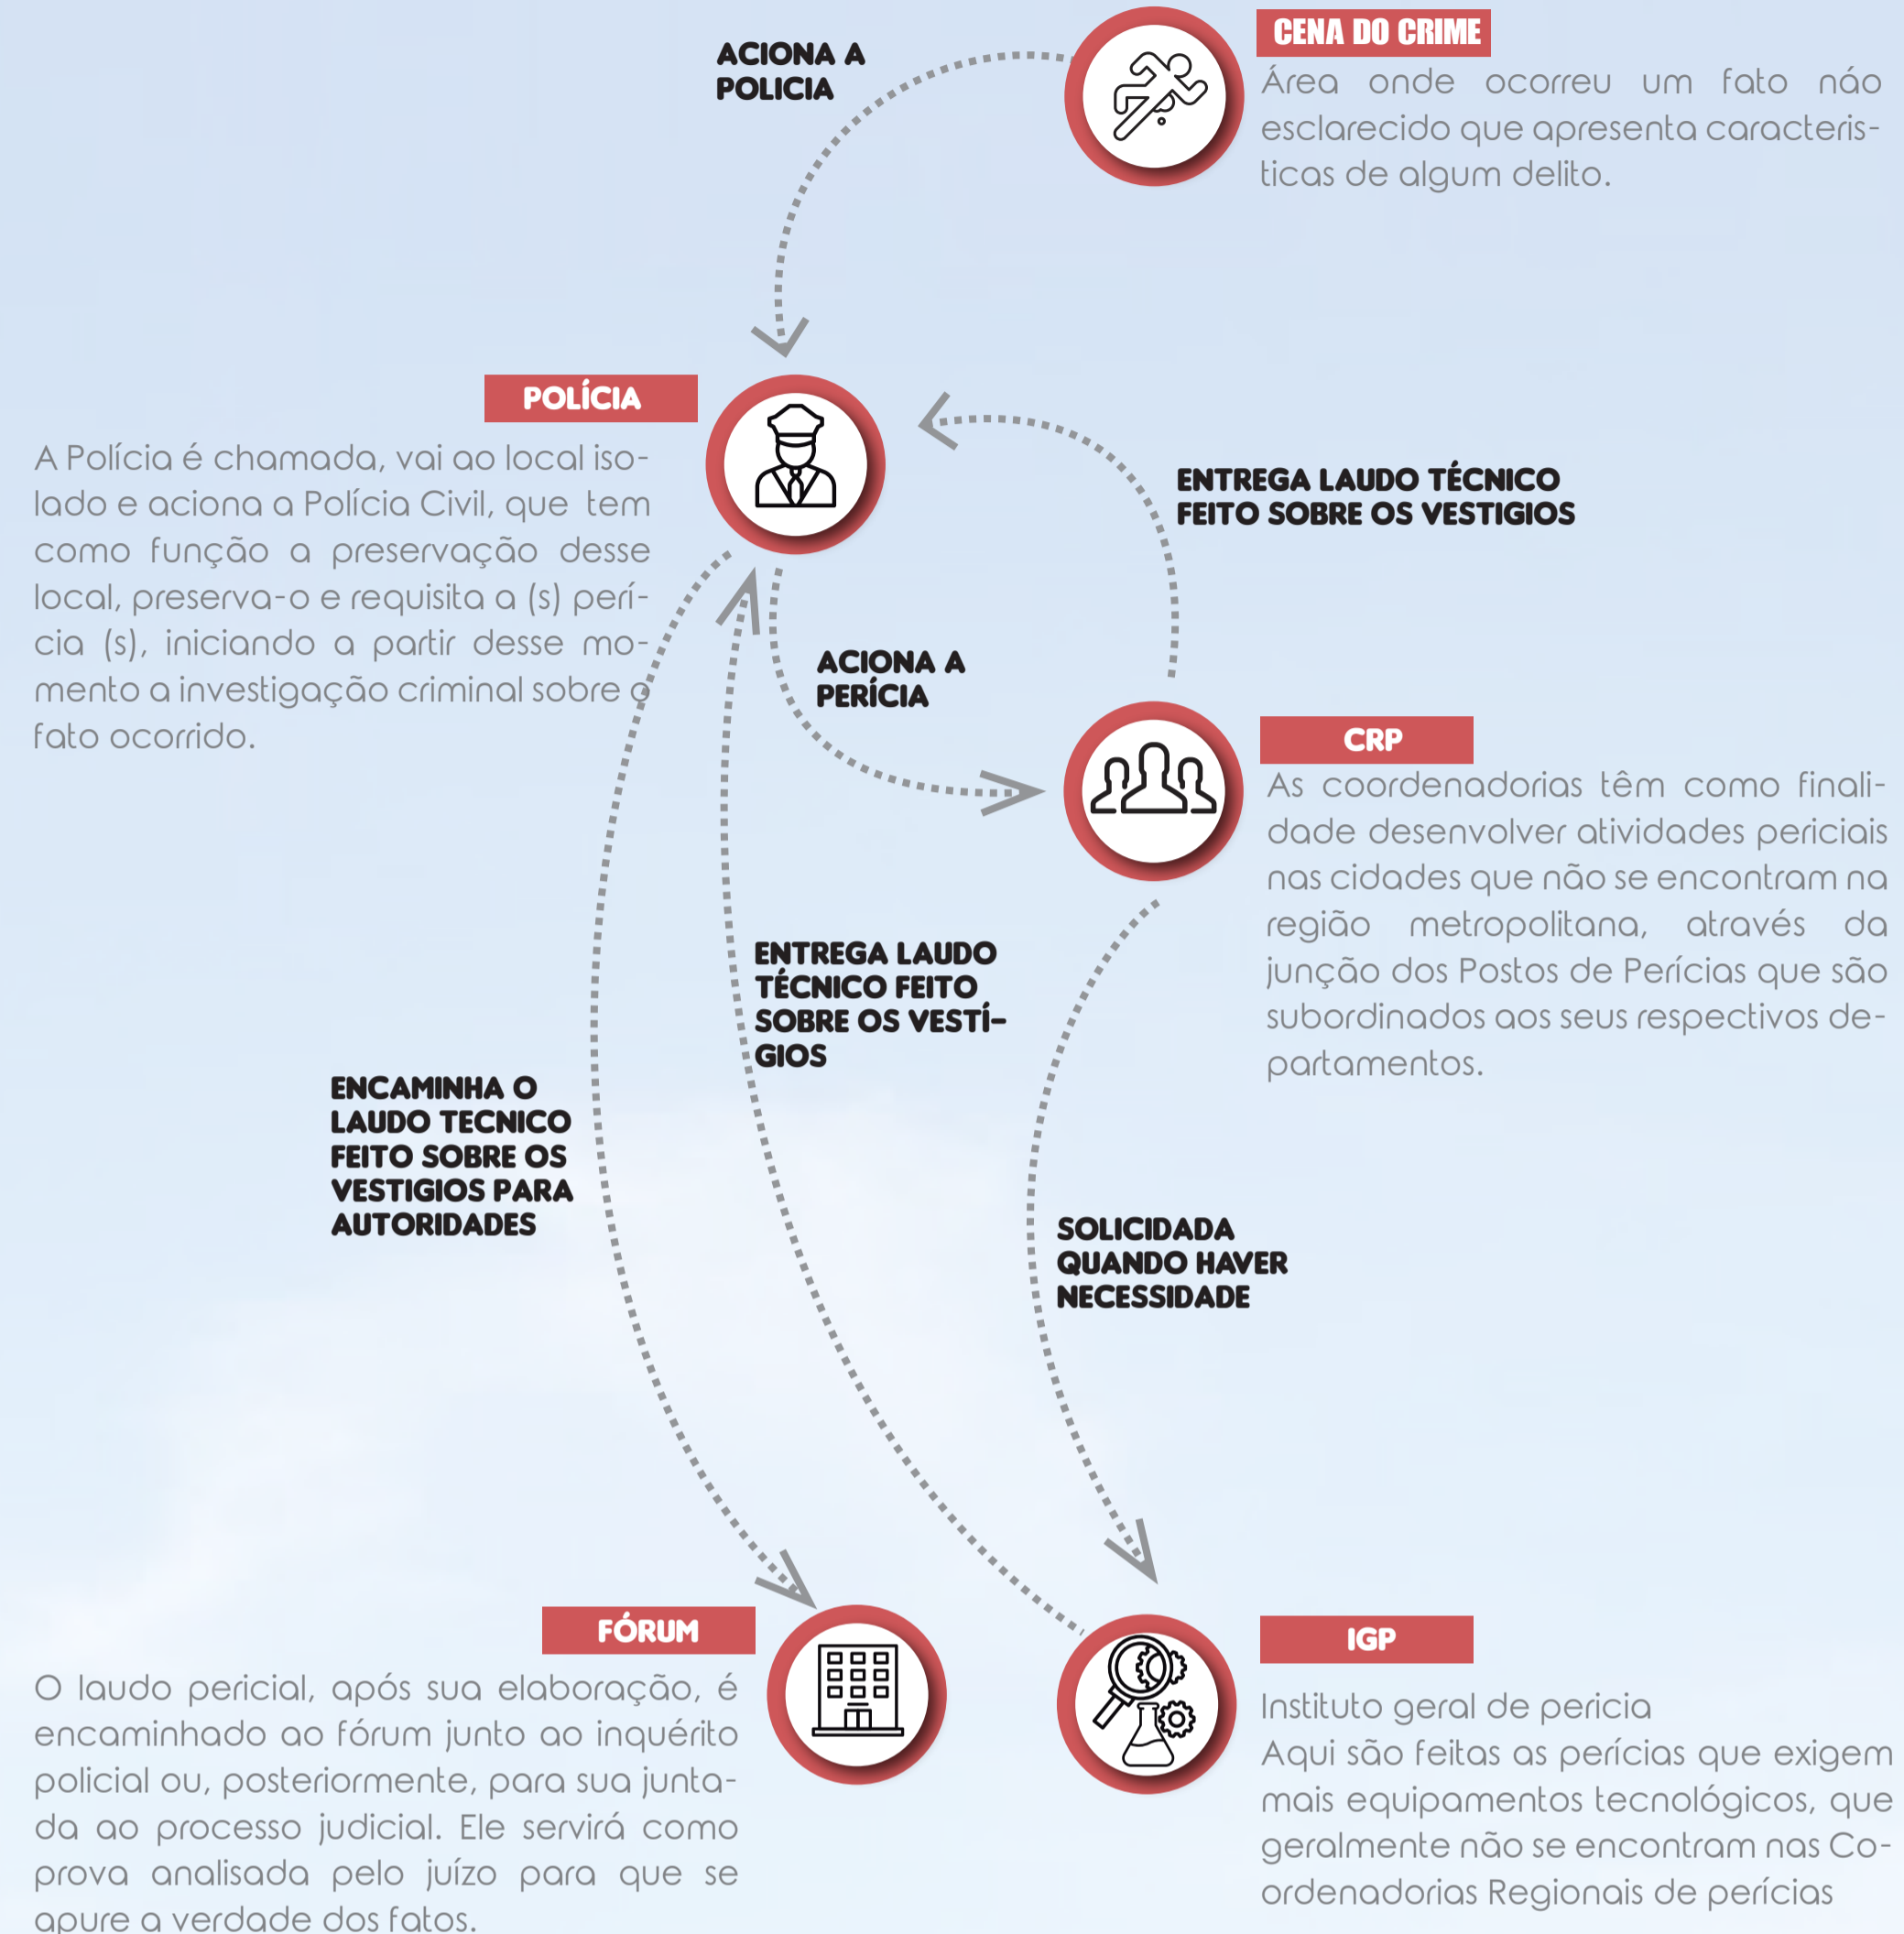 CENA DO CRIME
Área onde ocorreu um fato náo
esclarecido que apresenta caracteris-
ticas de algum delito.
ACIONA A
POLICIA
POLÍCIA
A Polícia é chamada, vai ao local iso-
lado e aciona a Polícia Civil, que tem
como função a preservação desse
local, preserva-o e requisita a (s) perí-
cia (s), iniciando a partir desse mo-
mento a investigação criminal sobre o
fato ocorrido.
ENTREGA LAUDO TÉCNICO
FEITO SOBRE OS VESTIGIOS
ACIONA A
PERÍCIA
CRP
As coordenadorias têm como finali-
dade desenvolver atividades periciais
nas cidades que não se encontram na
região metropolitana, através da
junção dos Postos de Perícias que são
subordinados aos seus respectivos de-
partamentos.
ENTREGA LAUDO
TÉCNICO FEITO
SOBRE OS VESTÍ-
GIOS
ENCAMINHA O
LAUDO TECNICO
FEITO SOBRE OS
VESTIGIOS PARA
AUTORIDADES
SOLICIDADA
QUANDO HAVER
NECESSIDADE
FÓRUM
O laudo pericial, após sua elaboração, é
encaminhado ao fórum junto ao inquérito
policial ou, posteriormente, para sua junta-
da ao processo judicial. Ele servirá como
prova analisada pelo juízo para que se
apure a verdade dos fatos.
IGP
Instituto geral de pericia
Aqui são feitas as perícias que exigem
mais equipamentos tecnológicos, que
geralmente não se encontram nas Co-
ordenadorias Regionais de perícias